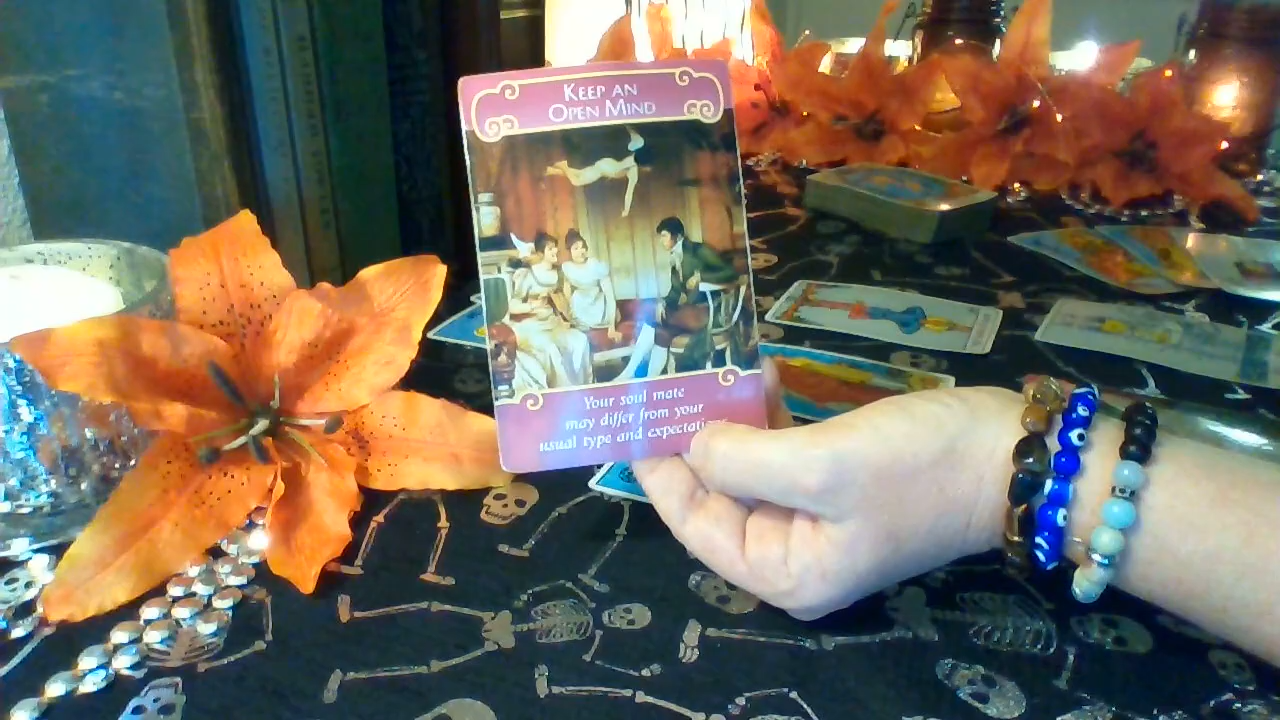 KEEP AN
OPEN MIND
Your soul mate
may differ from your
usual type and